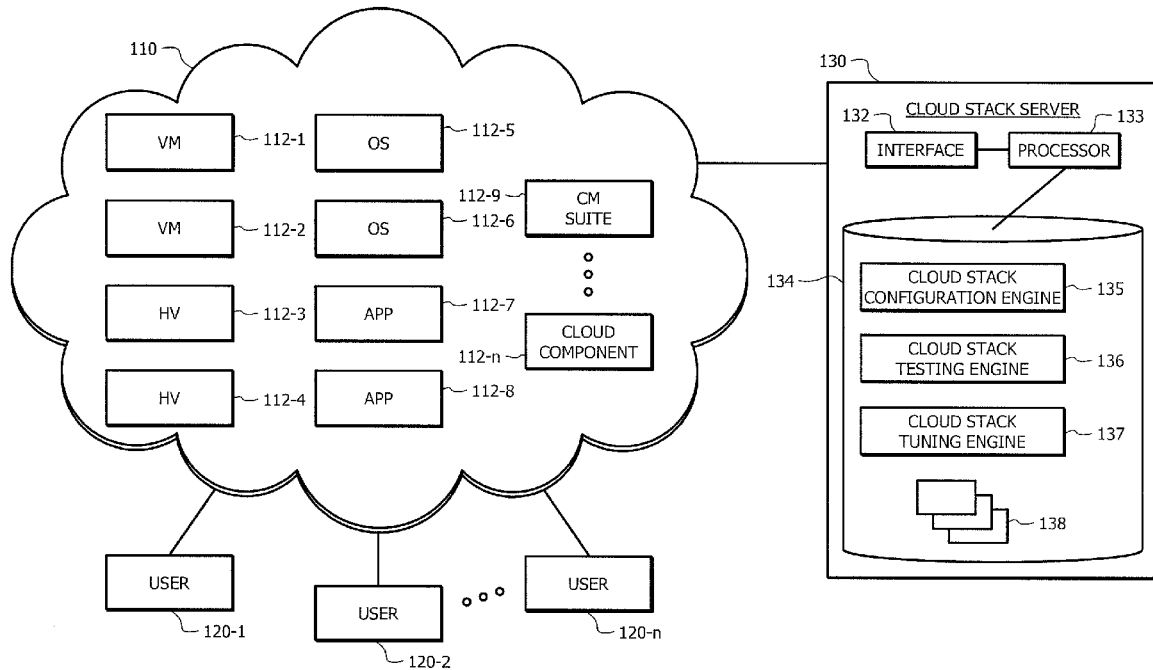 110
130
CLOUD STACK SERVER
132
133
INTERFACE
PROCESSOR
VM
112-1
OS
112-5
VM
112-2
OS
112-6
112-9
CM
SUITE
HV
112-3
APP
112-7
CLOUD
COMPONENT
112-n
HV
112-4
APP
112-8
134
CLOUD STACK
CONFIGURATION ENGINE
135
CLOUD STACK
TESTING ENGINE
136
CLOUD STACK
TUNING ENGINE
137
138
USER
120-1
USER
120-2
USER
120-n